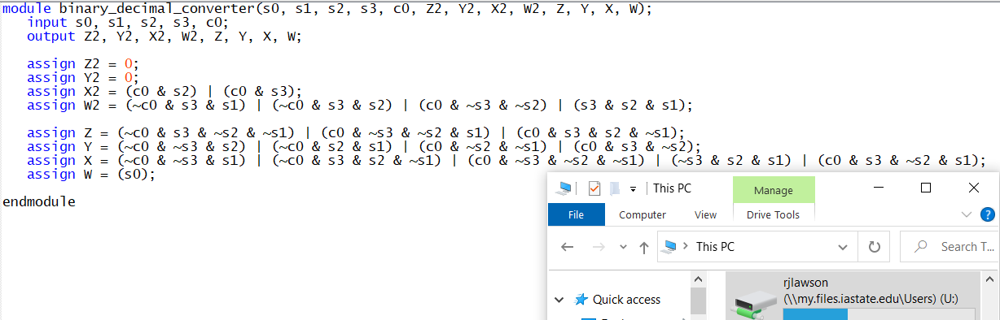 module binary_decimal_converter(s0, s1, s2, s3, c0, Z2, Y2, X2, W2, Z, Y, X, W);
input s0, s1, s2, s3, c0;
output Z2, Y2, X2, W2, Z, Y, X, W;
assign Z2 = 0;
assign Y2 = 0;
assign X2 = (c0 & s2) | (c0 & s3);
assign W2 = (~c0 & s3 & s1) | (~c0 & s3 & s2) | (c0 & ~s3 & ~s2) | (s3 & s2 & s1);
assign Z = (~c0 & s3 & ~s2 & ~s1) | (c0 & ~s3 & ~s2 & s1) | (c0 & s3 & s2 & ~s1);
assign Y = (~c0 & ~s3 & s2) | (~c0 & s2 & s1) | (c0 & ~s2 & ~s1) | (c0 & s3 & ~s2);
assign X = (~c0 & ~s3 & s1) | (~c0 & s3 & s2 & ~s1) | (c0 & ~s3 & ~s2 & ~s1) | (~s3 & s2 & s1) | (c0 & s3 & ~s2 & s1);
assign W = (s0);
endmodule
This PC
Manage
File
Computer
View
Drive Tools
This PC
Search T...
Quick access
rjlawson
(\\my.files.iastate.edu\Users) (U:)